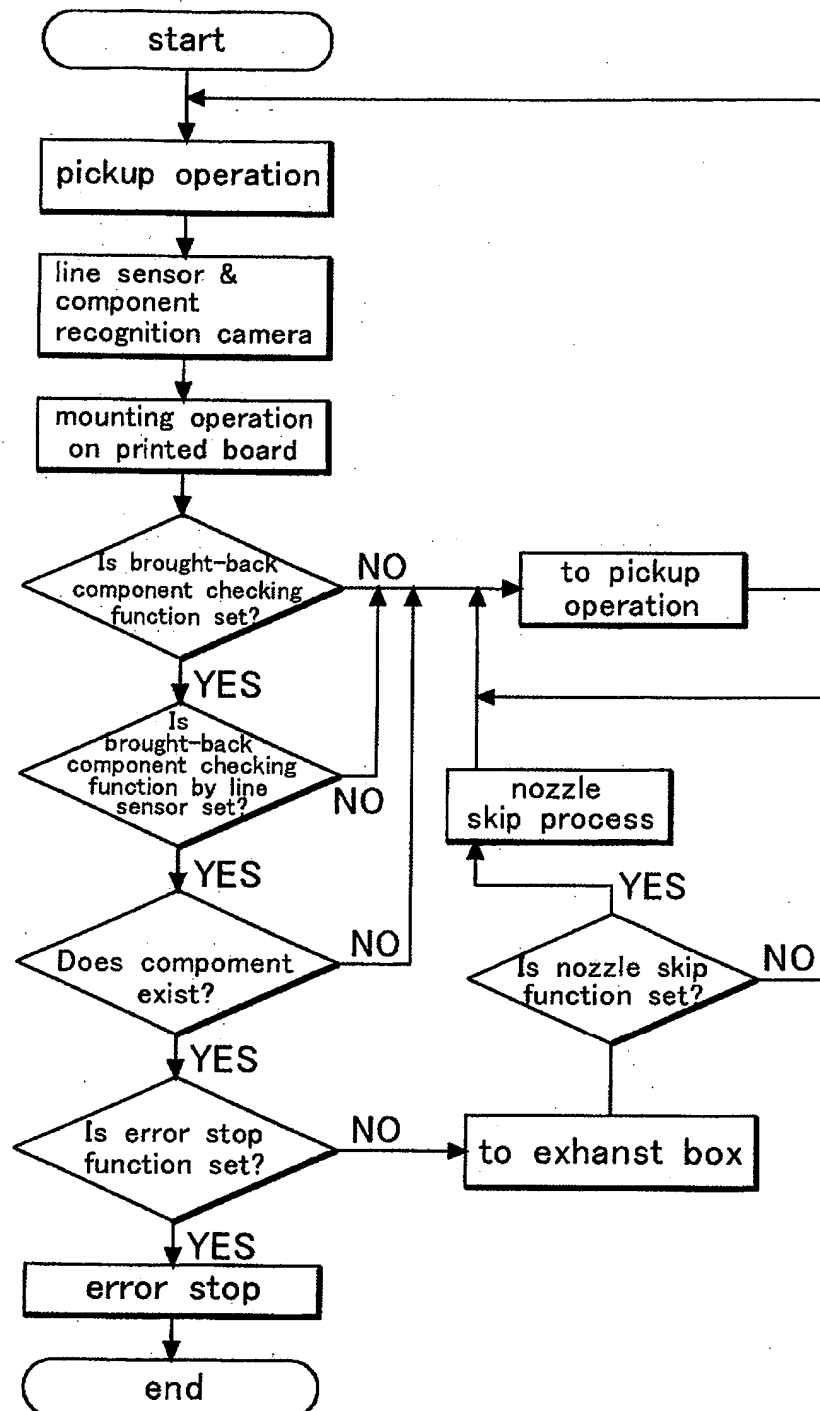 start
pickup operation
line sensor &
component
recognition camera
mounting operation
on printed board
Is brought-back
component checking
function set?
NO
to pickup
operation
YES
Is
brought-back
component checking
function by line
sensor set?
NO
nozzle
skip process
YES
YES
Does compoment
exist?
NO
Is nozzle skip
function set?
NO
YES
Is error stop
function set?
NO
to exhanst box
YES
error stop
end